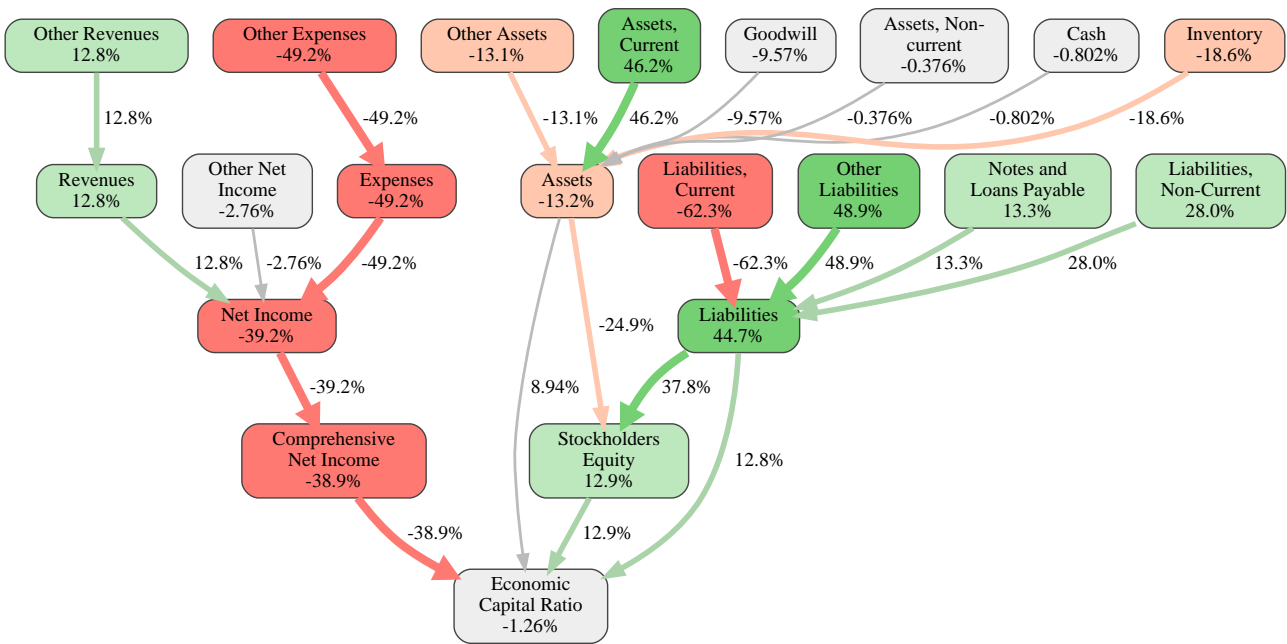 Other Revenues
12.8%
Other Expenses
-49.2%
Other Assets
-13.1%
Assets,
Current
46.2%
Goodwill
-9.57%
Assets, Non-
current
-0.376%
Cash
-0.802%
Inventory
-18.6%
12.8%
-49.2%
-13.1%
46.2%
-9.57%
-0.376%
-0.802%
-18.6%
Revenues
12.8%
Other Net
Income
-2.76%
Expenses
-49.2%
Assets
-13.2%
Liabilities,
Current
-62.3%
Other
Liabilities
48.9%
Notes and
Loans Payable
13.3%
Liabilities,
Non-Current
28.0%
12.8%
-2.76%
-49.2%
-62.3%
48.9%
13.3%
28.0%
Net Income
-39.2%
-24.9%
Liabilities
44.7%
-39.2%
8.94%
37.8%
Comprehensive
Net Income
-38.9%
Stockholders
Equity
12.9%
12.8%
-38.9%
12.9%
Economic
Capital Ratio
-1.26%